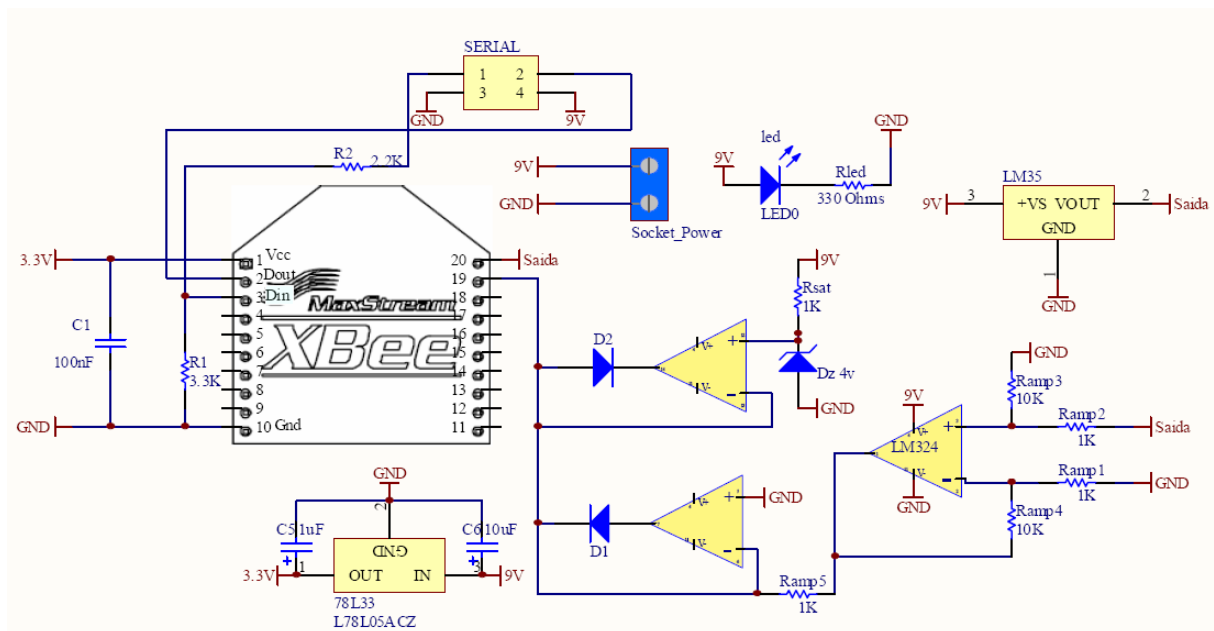 SERIAL
1 2
3 4
GND
9V
R2 2.2K
9V
GND
Socket_Power
led
9V
LED0
Rled
330 Ohms
GND
LM35
9V
3
+VS VOUT
GND
2
Saida
1
GND
3.3V
C1
100nF
GND
R1
3.3K
1 Vcc
2 Dout
3 Din
4
5
6
7
8
9
10 Gnd
MaxStream
XBee
20
19
18
17
16
15
14
13
12
11
Saida
9V
Rsat
1K
Dz 4v
GND
D2
V+
V-
+
-
D1
V+
V-
+
-
GND
Ramp5
1K
9V
V+
LM324
V-
GND
+
-
GND
Ramp3
10K
Ramp2
1K
Saida
Ramp1
1K
GND
Ramp4
10K
GND
2
C5 1uF
C6 10uF
GND
3.3V
1
OUT IN
3
9V
78L33
L78L05ACZ